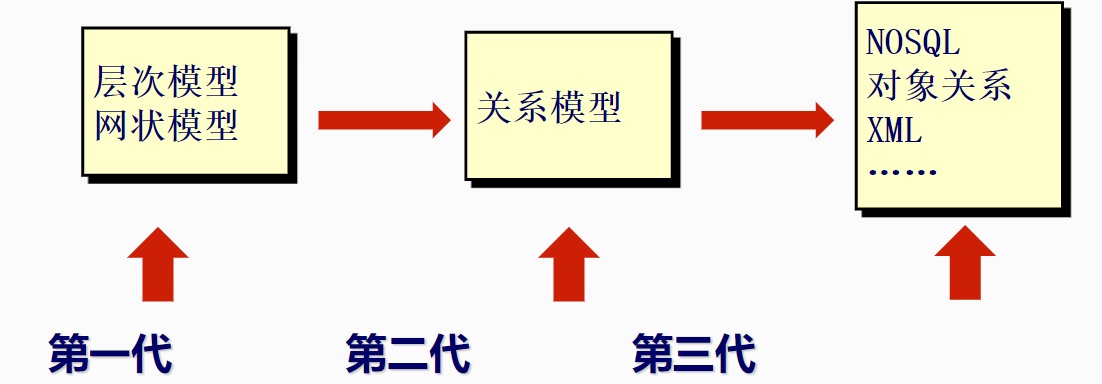 层次模型
网状模型
关系模型
NOSQL
对象关系
XML
……
第一代
第二代
第三代